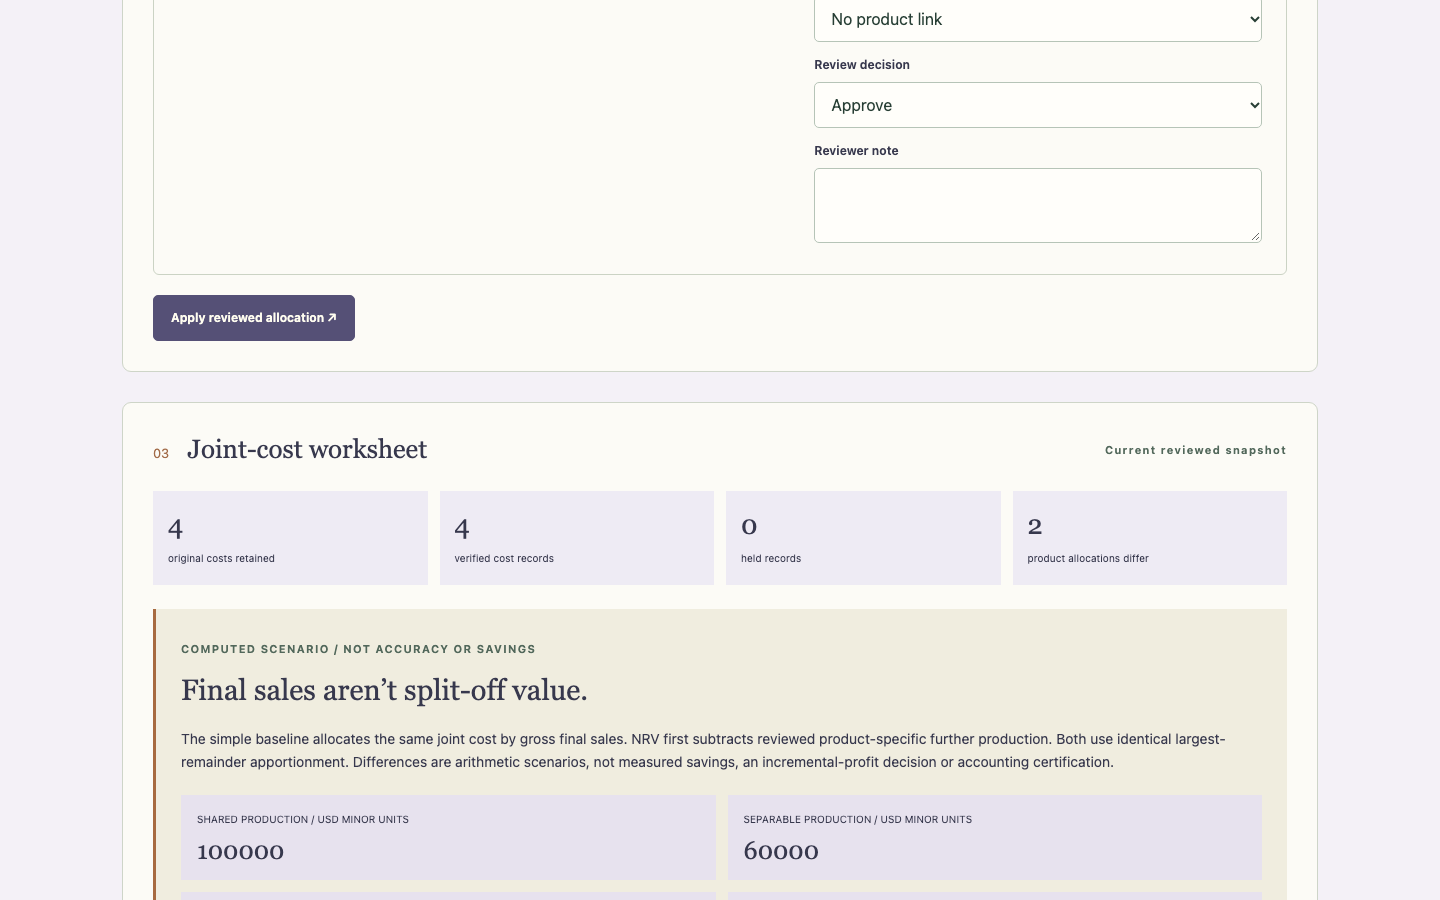 No product link
Review decision
Approve
Reviewer note
Apply reviewed allocation ↗
03 Joint-cost worksheet
Current reviewed snapshot
4
original costs retained
4
verified cost records
0
held records
2
product allocations differ
COMPUTED SCENARIO / NOT ACCURACY OR SAVINGS
Final sales aren’t split-off value.
The simple baseline allocates the same joint cost by gross final sales. NRV first subtracts reviewed product-specific further production. Both use identical largest-
remainder apportionment. Differences are arithmetic scenarios, not measured savings, an incremental-profit decision or accounting certification.
SHARED PRODUCTION / USD MINOR UNITS
100000
SEPARABLE PRODUCTION / USD MINOR UNITS
60000